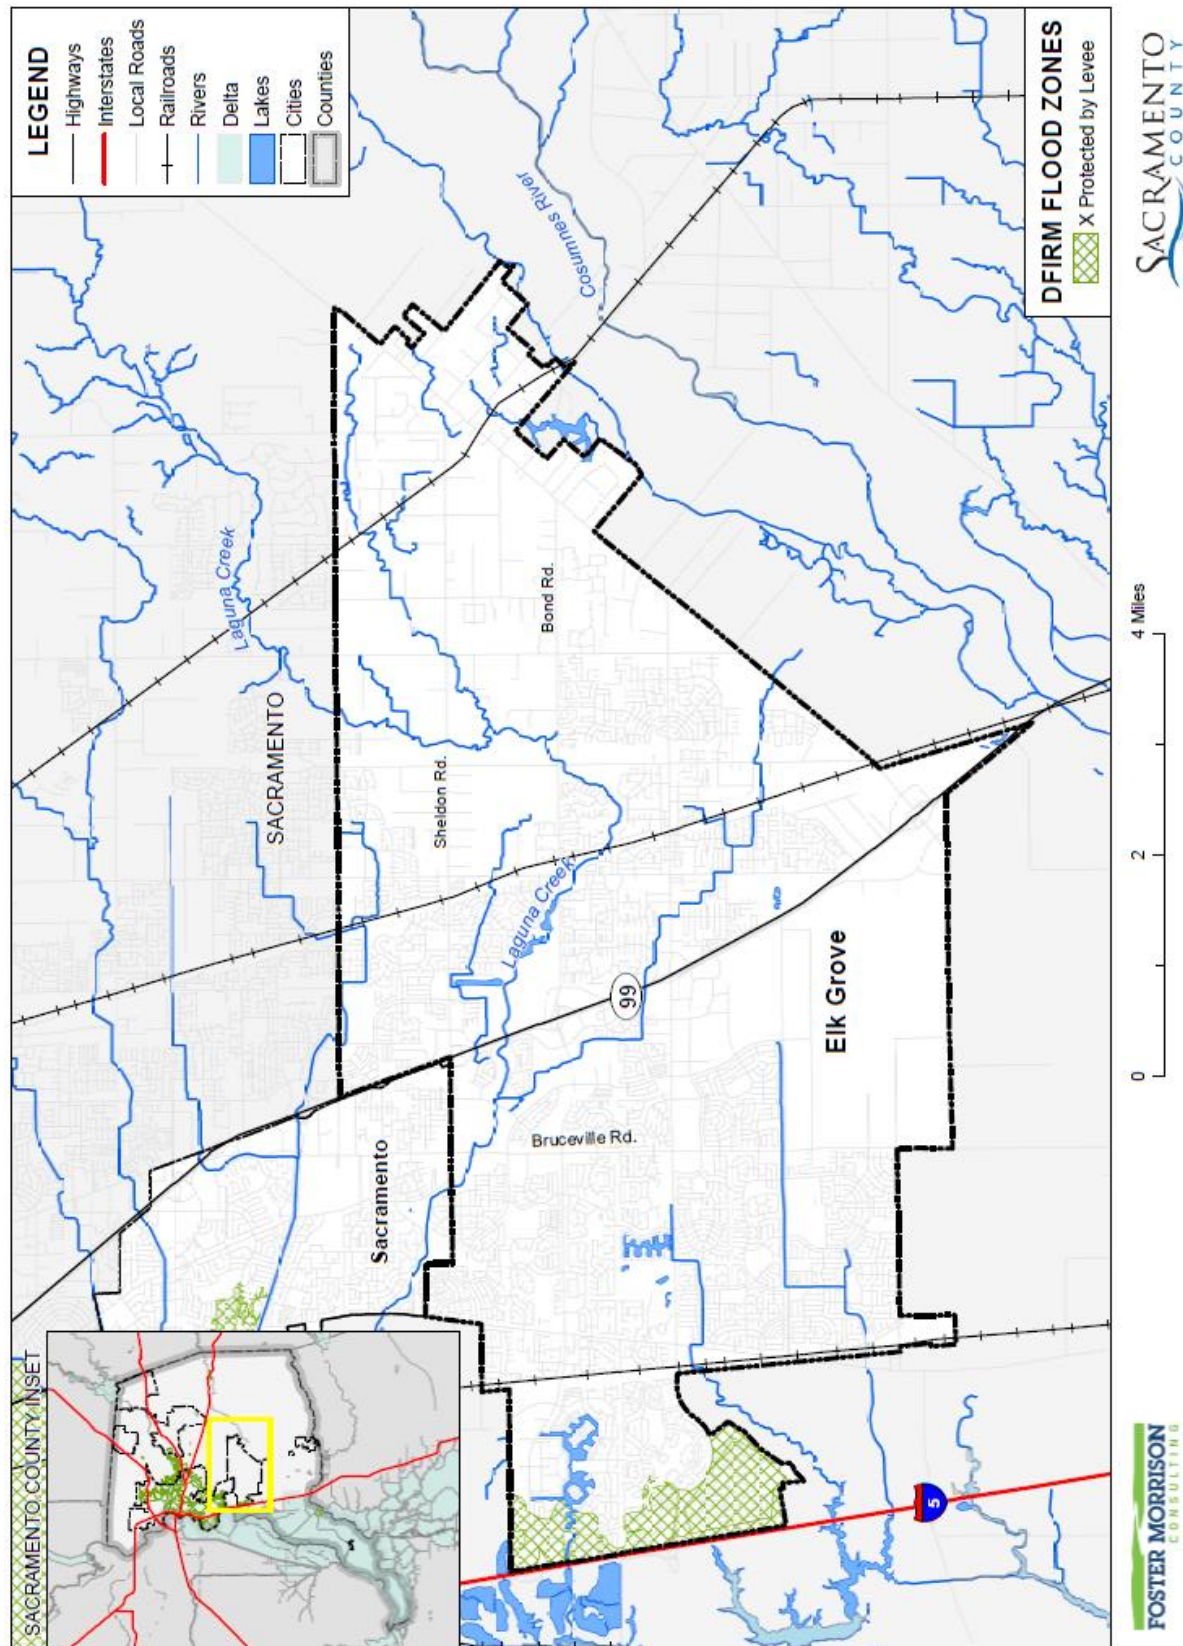 SACRAMENTO COUNTY INSET
LEGEND
Highways
Interstates
Local Roads
Railroads
Rivers
Delta
Lakes
Cities
Counties
Laguna Creek
SACRAMENTO
Cosumnes River
Sacramento
Sheldon Rd.
Laguna Creek
Bond Rd.
Bruceville Rd.
99
Elk Grove
5
DFIRM FLOOD ZONES
X Protected by Levee
0 2 4 Miles
FOSTER MORRISON
CONSULTING
SACRAMENTO
COUNTY